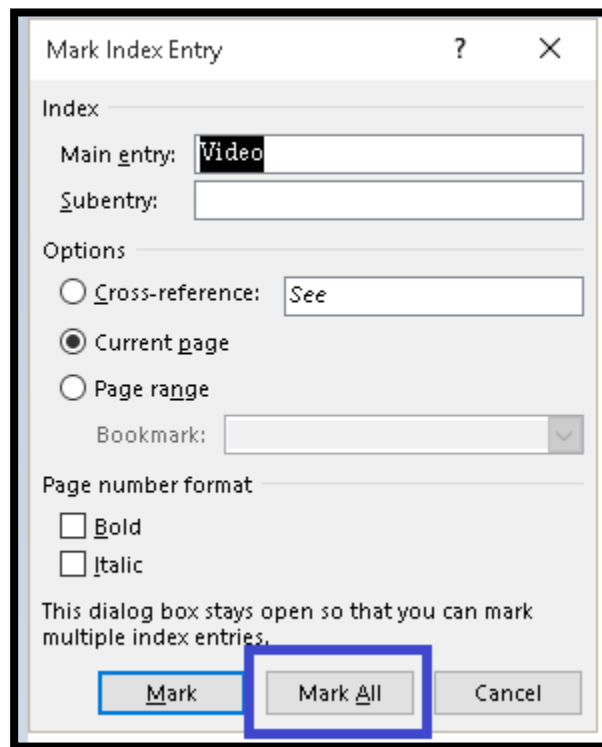 Mark Index Entry ?
Index
Main entry: Video
Subentry:
Options
Cross-reference: See
Current page
Page range
Bookmark:
Page number format
Bold
Italic
This dialog box stays open so that you can mark
multiple index entries.
Mark Mark All Cancel